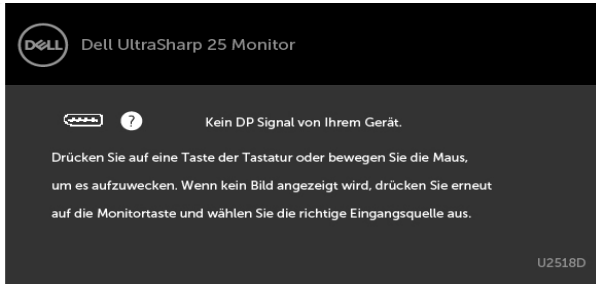 DELL
Dell UltraSharp 25 Monitor
? Kein DP Signal von Ihrem Gerät.
Drücken Sie auf eine Taste der Tastatur oder bewegen Sie die Maus,
um es aufzuwecken. Wenn kein Bild angezeigt wird, drücken Sie erneut
auf die Monitortaste und wählen Sie die richtige Eingangsquelle aus.
U2518D